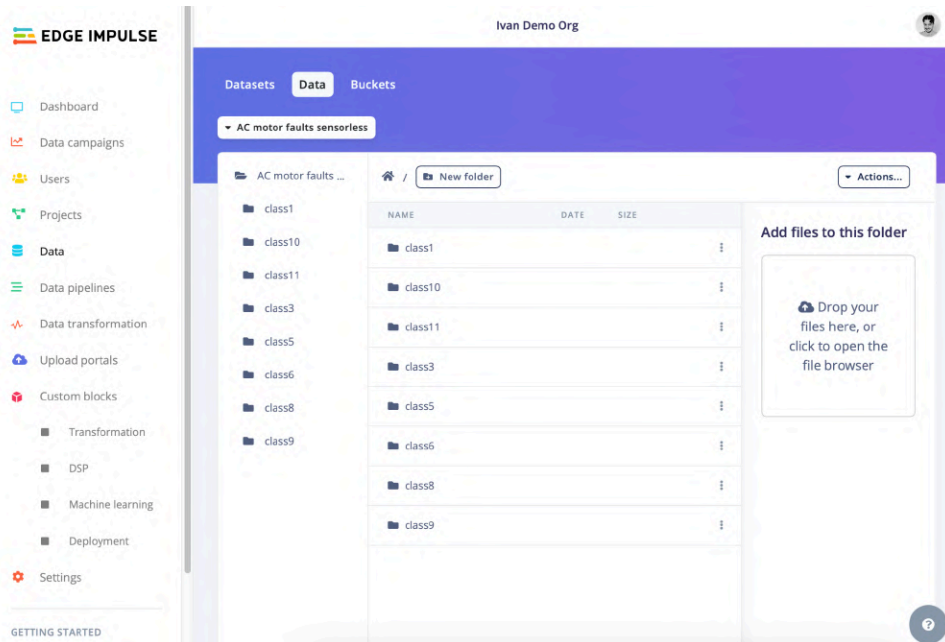 EDGE IMPULSE
Dashboard
Data campaigns
Users
Projects
Data
Data pipelines
Data transformation
Upload portals
Custom blocks
Transformation
DSP
Machine learning
Deployment
Settings
GETTING STARTED
Ivan Demo Org
Datasets Data Buckets
AC motor faults sensorless
AC motor faults ...
class1
class10
class11
class3
class5
class6
class8
class9
/ New folder
Actions...
NAME DATE SIZE
class1
class10
class11
class3
class5
class6
class8
class9
Add files to this folder
Drop your
files here, or
click to open the
file browser
?